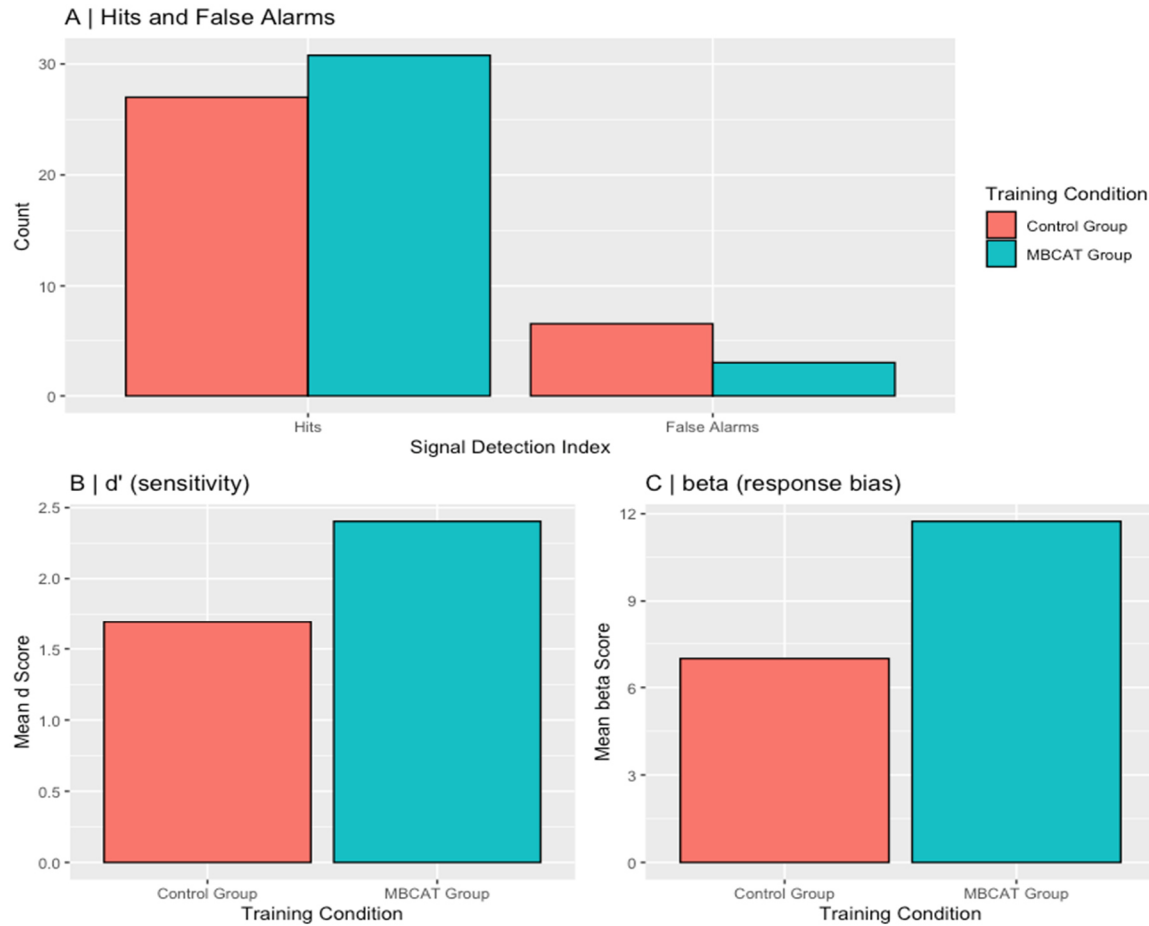 A | Hits and False Alarms
30
20
10
0
Count
Hits
False Alarms
Signal Detection Index
Training Condition
Control Group
MBCAT Group
B | d' (sensitivity)
2.5
2.0
1.5
1.0
0.5
0.0
Mean d Score
Control Group
MBCAT Group
Training Condition
C | beta (response bias)
12
9
6
3
0
Mean beta Score
Control Group
MBCAT Group
Training Condition